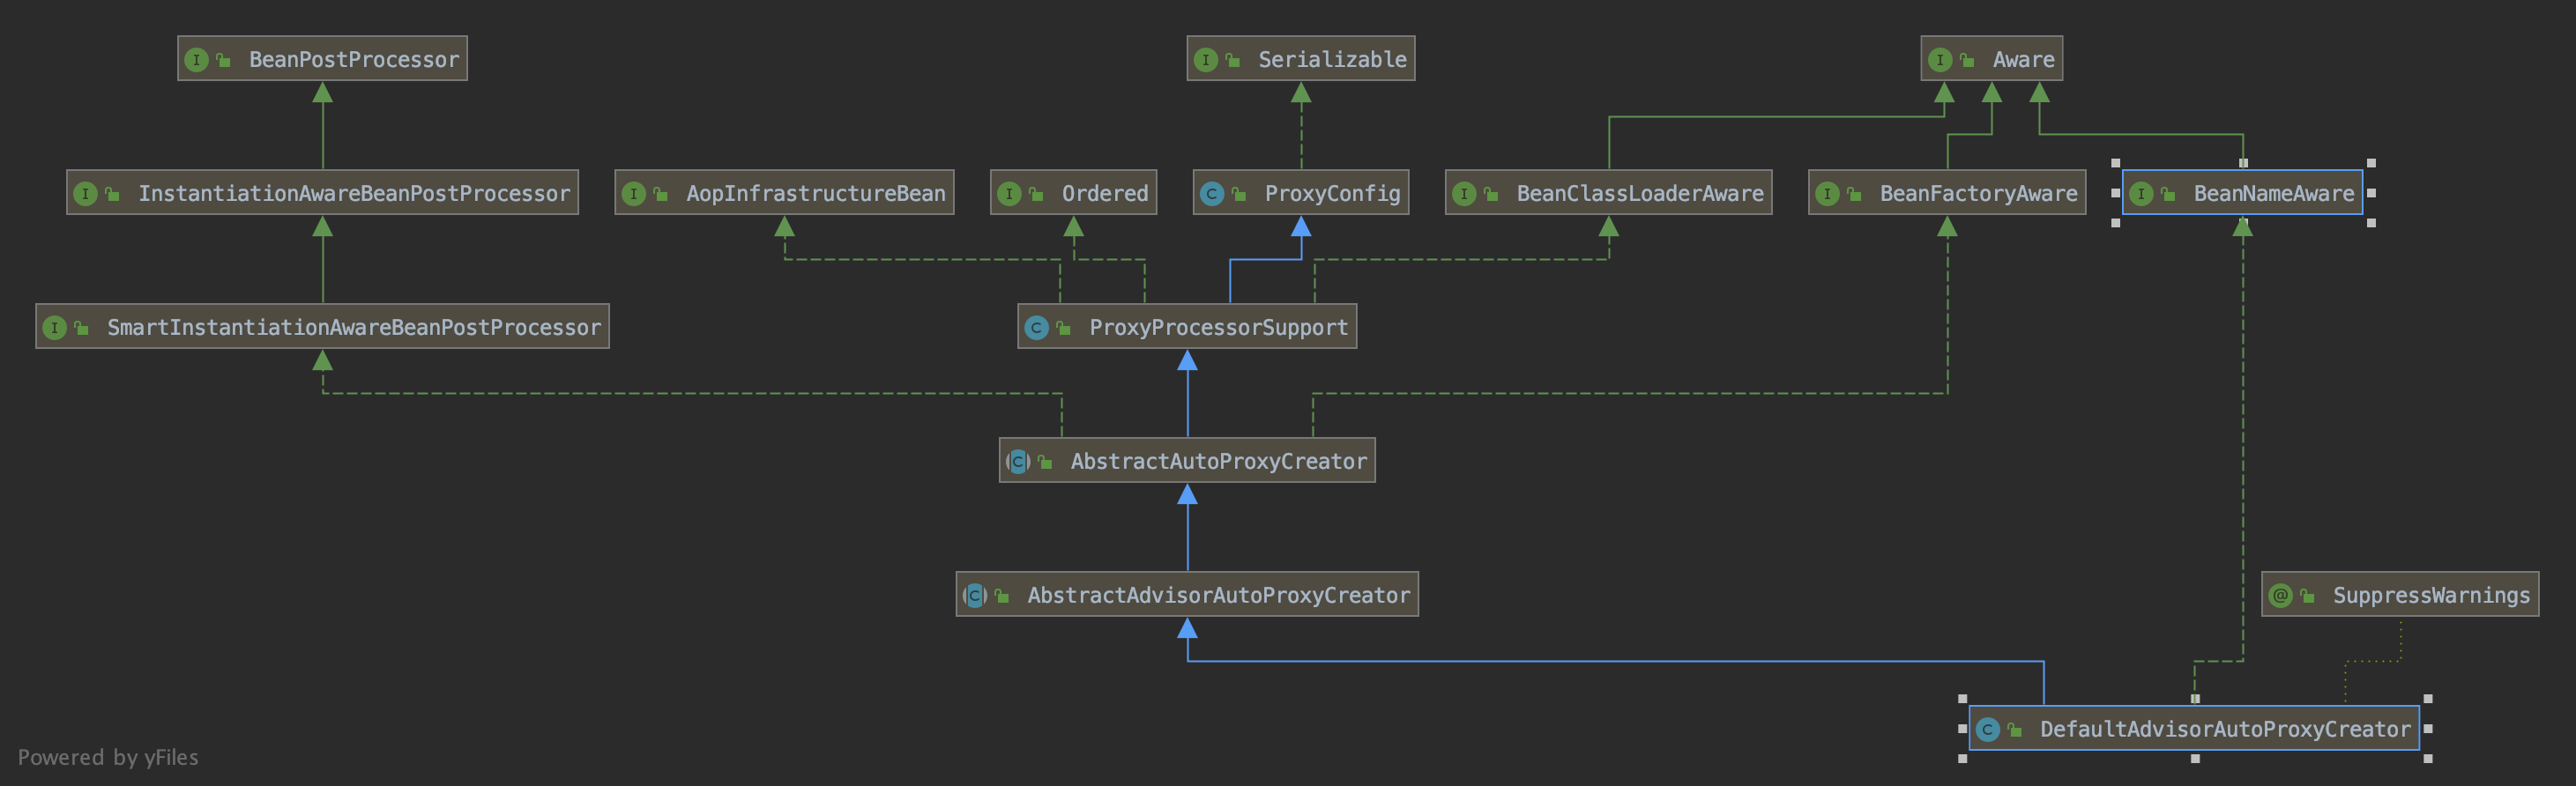 BeanPostProcessor
Serializable
Aware
InstantiationAwareBeanPostProcessor
AopInfrastructureBean
Ordered
ProxyConfig
BeanClassLoaderAware
BeanFactoryAware
BeanNameAware
SmartInstantiationAwareBeanPostProcessor
ProxyProcessorSupport
AbstractAutoProxyCreator
AbstractAdvisorAutoProxyCreator
SuppressWarnings
DefaultAdvisorAutoProxyCreator
Powered by yFiles